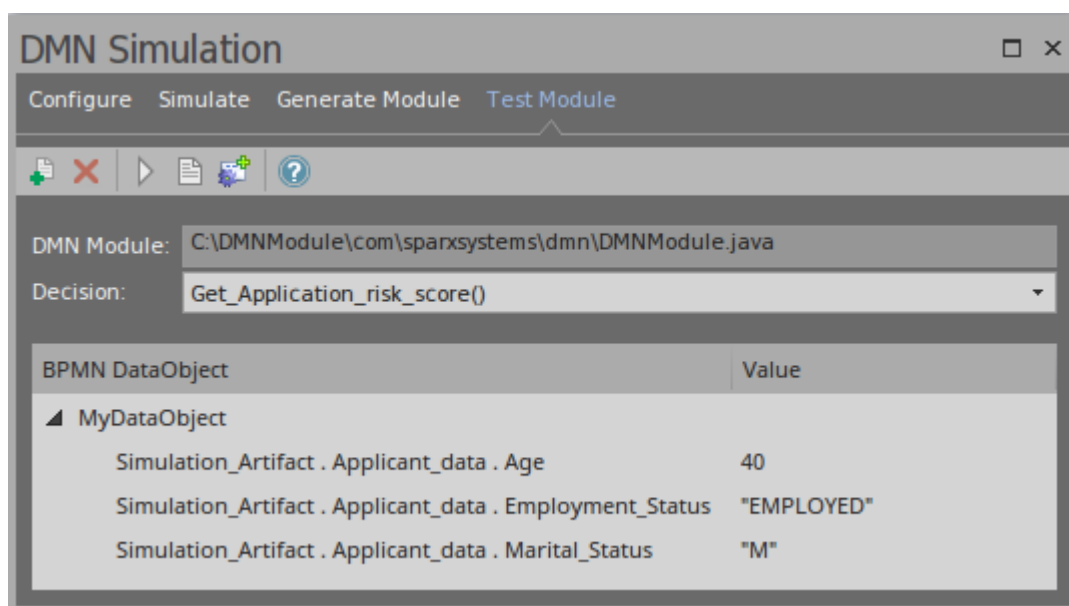 DMN Simulation
Configure Simulate Generate Module Test Module
DMN Module: C:\DMNModule\com\sparxsystems\dmn\DMNModule.java
Decision: Get_Application_risk_score()
BPMN DataObject Value
MyDataObject
Simulation_Artifact . Applicant_data . Age 40
Simulation_Artifact . Applicant_data . Employment_Status "EMPLOYED"
Simulation_Artifact . Applicant_data . Marital_Status "M"